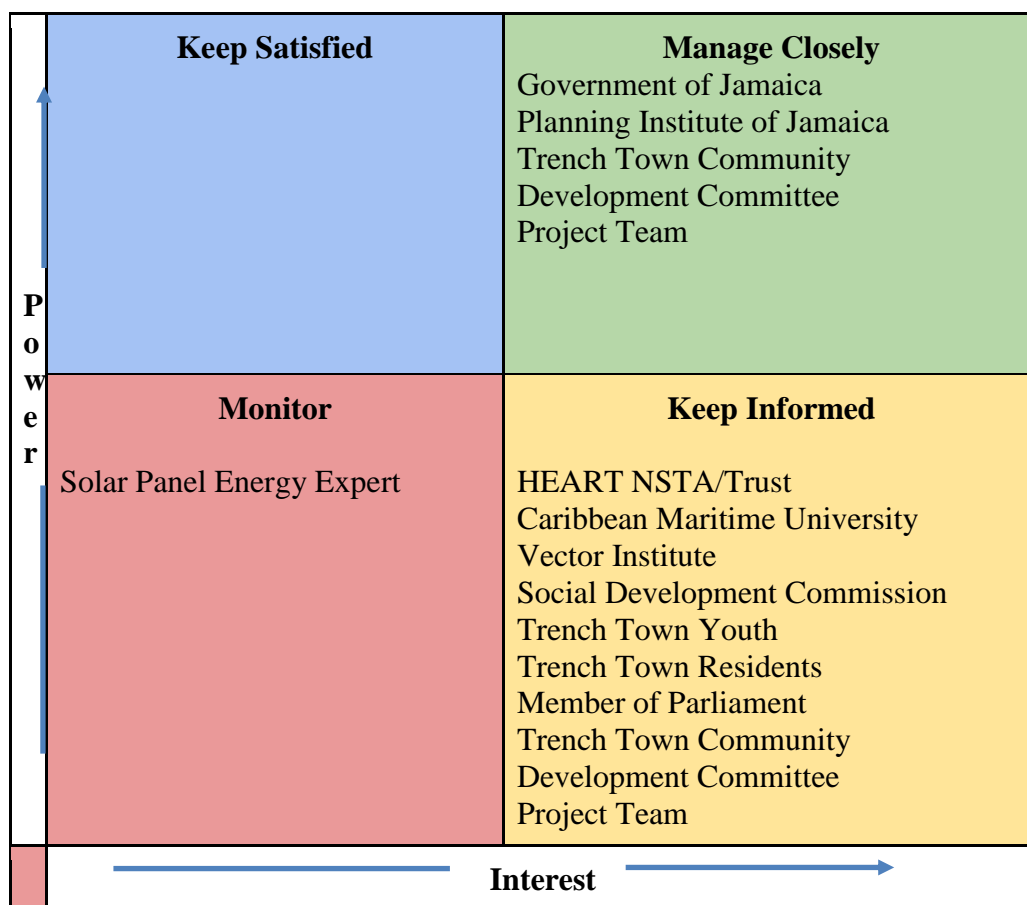 Keep Satisfied
Manage Closely
Government of Jamaica
Planning Institute of Jamaica
Trench Town Community
Development Committee
Project Team
P
o
w
e
r
Monitor
Solar Panel Energy Expert
Keep Informed
HEART NSTA/Trust
Caribbean Maritime University
Vector Institute
Social Development Commission
Trench Town Youth
Trench Town Residents
Member of Parliament
Trench Town Community
Development Committee
Project Team
Interest